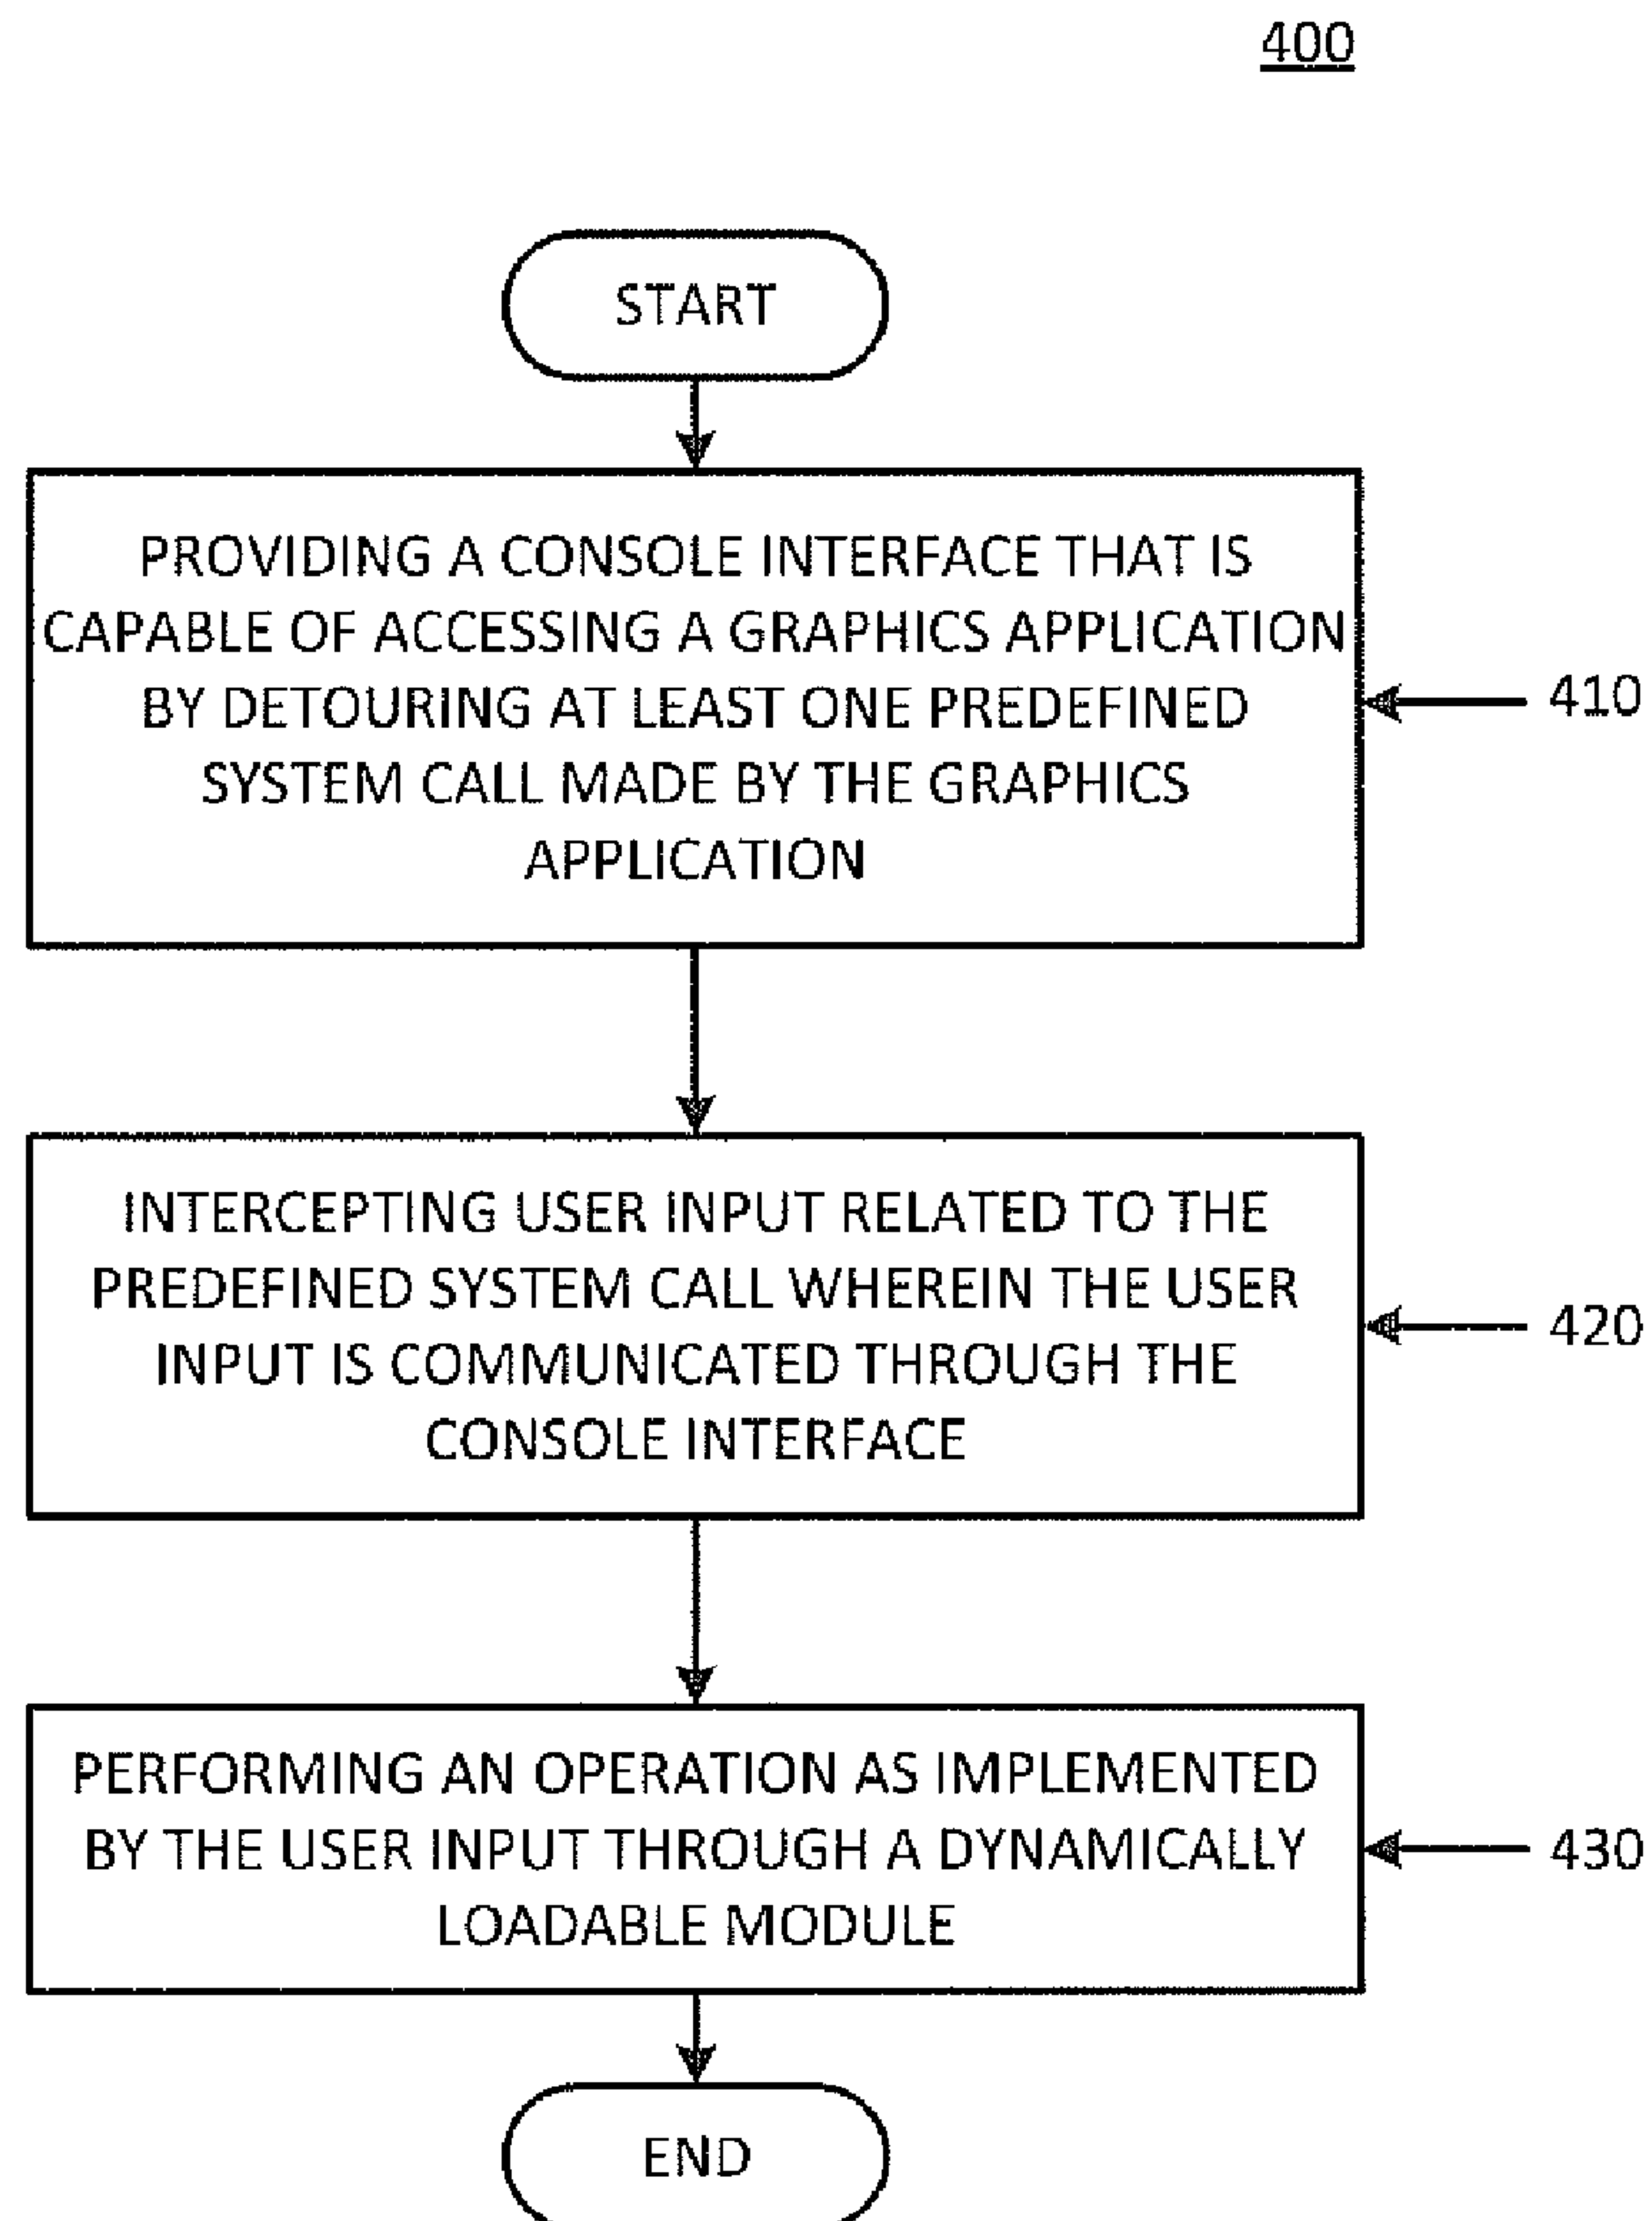 400
START
PROVIDING A CONSOLE INTERFACE THAT IS
CAPABLE OF ACCESSING A GRAPHICS APPLICATION
BY DETOURING AT LEAST ONE PREDEFINED
SYSTEM CALL MADE BY THE GRAPHICS
APPLICATION
410
INTERCEPTING USER INPUT RELATED TO THE
PREDEFINED SYSTEM CALL WHEREIN THE USER
INPUT IS COMMUNICATED THROUGH THE
CONSOLE INTERFACE
420
PERFORMING AN OPERATION AS IMPLEMENTED
BY THE USER INPUT THROUGH A DYNAMICALLY
LOADABLE MODULE
430
END